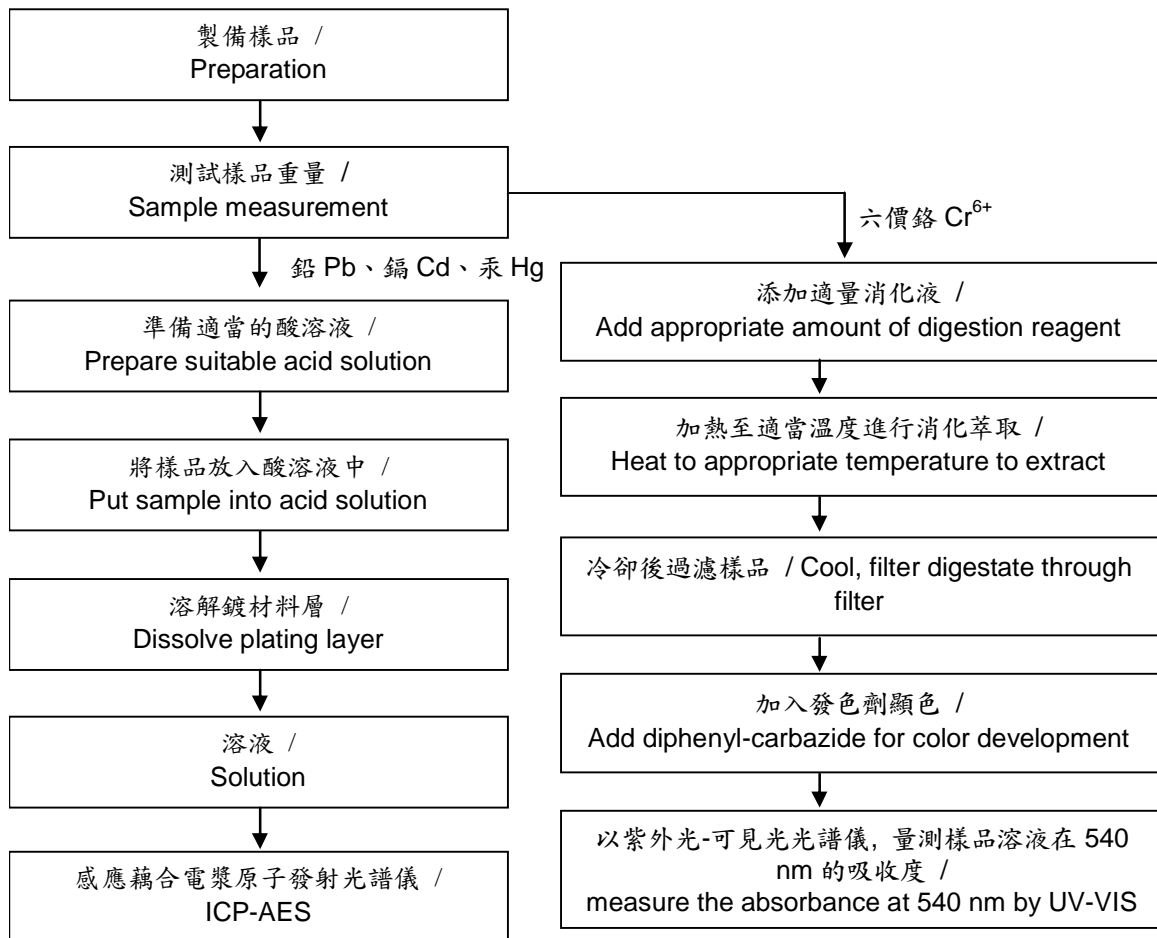 製備樣品 /
Preparation
測試樣品重量 /
Sample measurement
鉛 Pb、鎘 Cd、汞 Hg
準備適當的酸溶液 /
Prepare suitable acid solution
將樣品放入酸溶液中 /
Put sample into acid solution
溶解鍍材料層 /
Dissolve plating layer
溶液 /
Solution
感應藕合電漿原子發射光譜儀 /
ICP-AES
六價鉻 Cr6+
添加適量消化液 /
Add appropriate amount of digestion reagent
加熱至適當溫度進行消化萃取 /
Heat to appropriate temperature to extract
冷卻後過濾樣品 / Cool, filter digestate through
filter
加入發色劑顯色 /
Add diphenyl-carbazide for color development
以紫外光-可見光光譜儀, 量測樣品溶液在 540
nm 的吸收度 /
measure the absorbance at 540 nm by UV-VIS